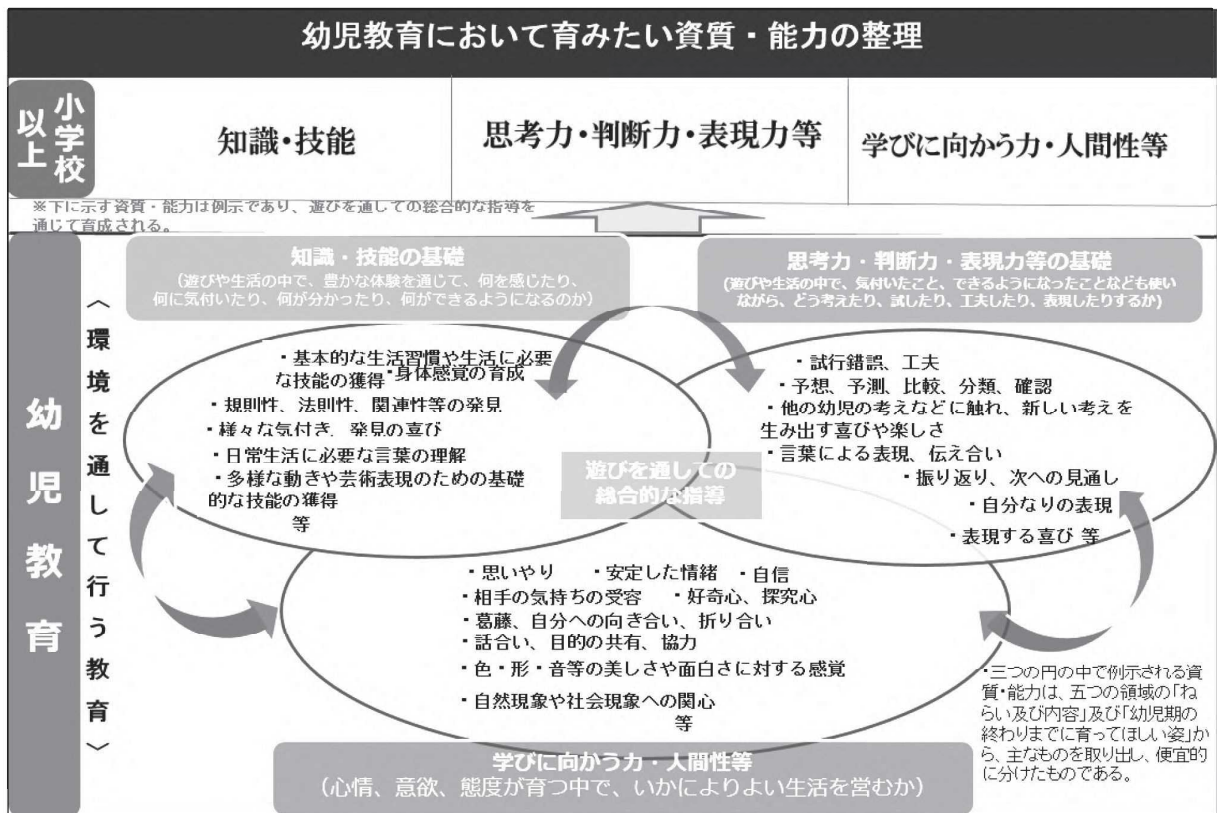 幼児教育において育みたい資質・能力の整理
小学校
以上
知識・技能
思考力・判断力・表現力等
学びに向かう力・人間性等
※下に示す資質・能力は例示であり、遊びを通しての総合的な指導を
通じて育成される。
幼児教育
〈環境を通して行う教育〉
知識・技能の基礎
(遊びや生活の中で、豊かな体験を通じて、何を感じたり、
何に気付いたり、何が分かったり、何ができるようになるのか)
思考力・判断力・表現力等の基礎
(遊びや生活の中で、気付いたこと、できるようになったことなども使い
ながら、どう考えたり、試したり、工夫したり、表現したりするか)
・基本的な生活習慣や生活に必要
な技能の獲得 ・身体感覚の育成
・規則性、法則性、関連性等の発見
・様々な気付き、発見の喜び
・日常生活に必要な言葉の理解
・多様な動きや芸術表現のための基礎
的な技能の獲得
等
・試行錯誤、工夫
・予想、予測、比較、分類、確認
・他の幼児の考えなどに触れ、新しい考えを
生み出す喜びや楽しさ
・言葉による表現、伝え合い
・振り返り、次への見通し
・自分なりの表現
・表現する喜び 等
遊びを通しての
総合的な指導
・思いやり ・安定した情緒 ・自信
・相手の気持ちの受容 ・好奇心、探究心
・葛藤、自分への向き合い、折り合い
・話合い、目的の共有、協力
・色・形・音等の美しさや面白さに対する感覚
・自然現象や社会現象への関心
等
学びに向かう力・人間性等
(心情、意欲、態度が育つ中で、いかによりよい生活を営むか)
・三つの円の中で例示される資
質・能力は、五つの領域の「ね
らい及び内容」及び「幼児期の
終わりまでに育ってほしい姿」か
ら、主なものを取り出し、便宜的
に分けたものである。